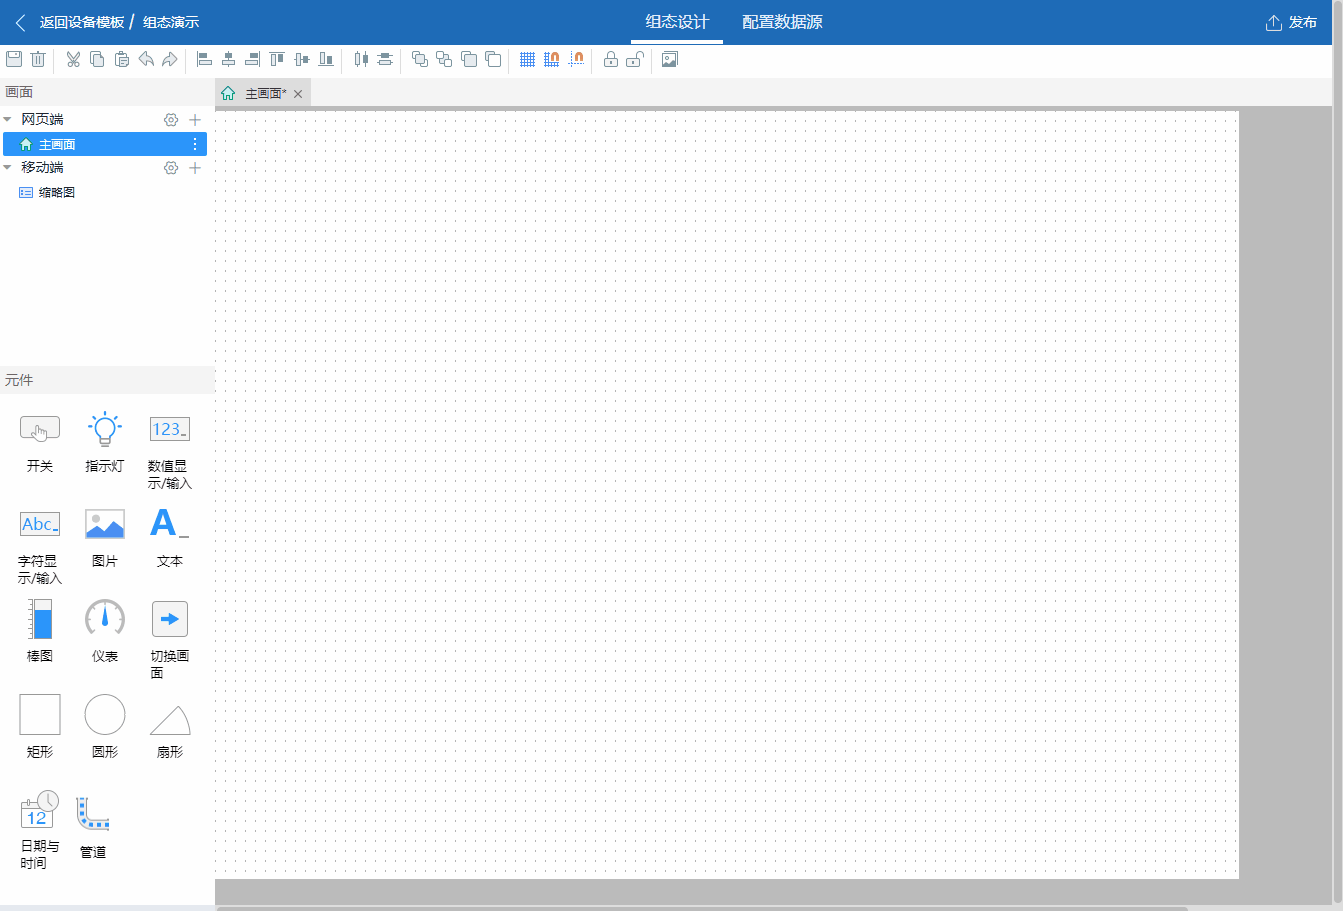 返回设备模板 / 组态演示
组态设计
配置数据源
发布
画面
主画面*
网页端
主画面
移动端
缩略图
元件
123_
开关
指示灯
数值显
示/输入
Abc_
A_
字符显
示/输入
图片
文本
棒图
仪表
切换画
面
矩形
圆形
扇形
12
日期与
时间
管道